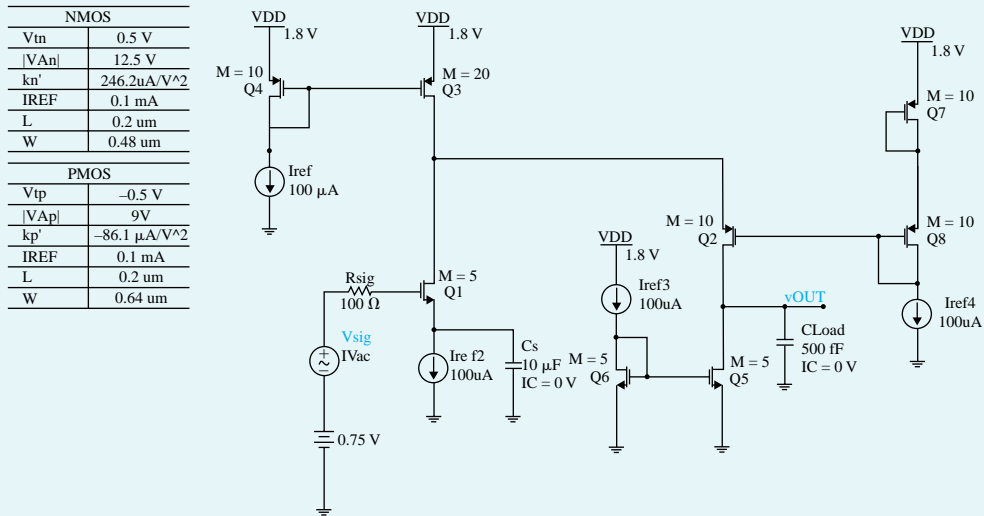 NMOS
Vtn 0.5 V
|VAn| 12.5 V
kn' 246.2uA/V^2
IREF 0.1 mA
L 0.2 um
W 0.48 um
PMOS
Vtp –0.5 V
|VAp| 9V
kp' –86.1 μA/V^2
IREF 0.1 mA
L 0.2 um
W 0.64 um
VDD
1.8 V
M = 10
Q4
Iref
100 μA
VDD
1.8 V
M = 20
Q3
Rsig
100 Ω
M = 5
Q1
Vsig
IVac
0.75 V
Ire f2
100uA
Cs
10 μF
IC = 0 V
VDD
1.8 V
Iref3
100uA
M = 5
Q6
M = 10
Q2
M = 5
Q5
vOUT
CLoad
500 fF
IC = 0 V
VDD
1.8 V
M = 10
Q7
M = 10
Q8
Iref4
100uA